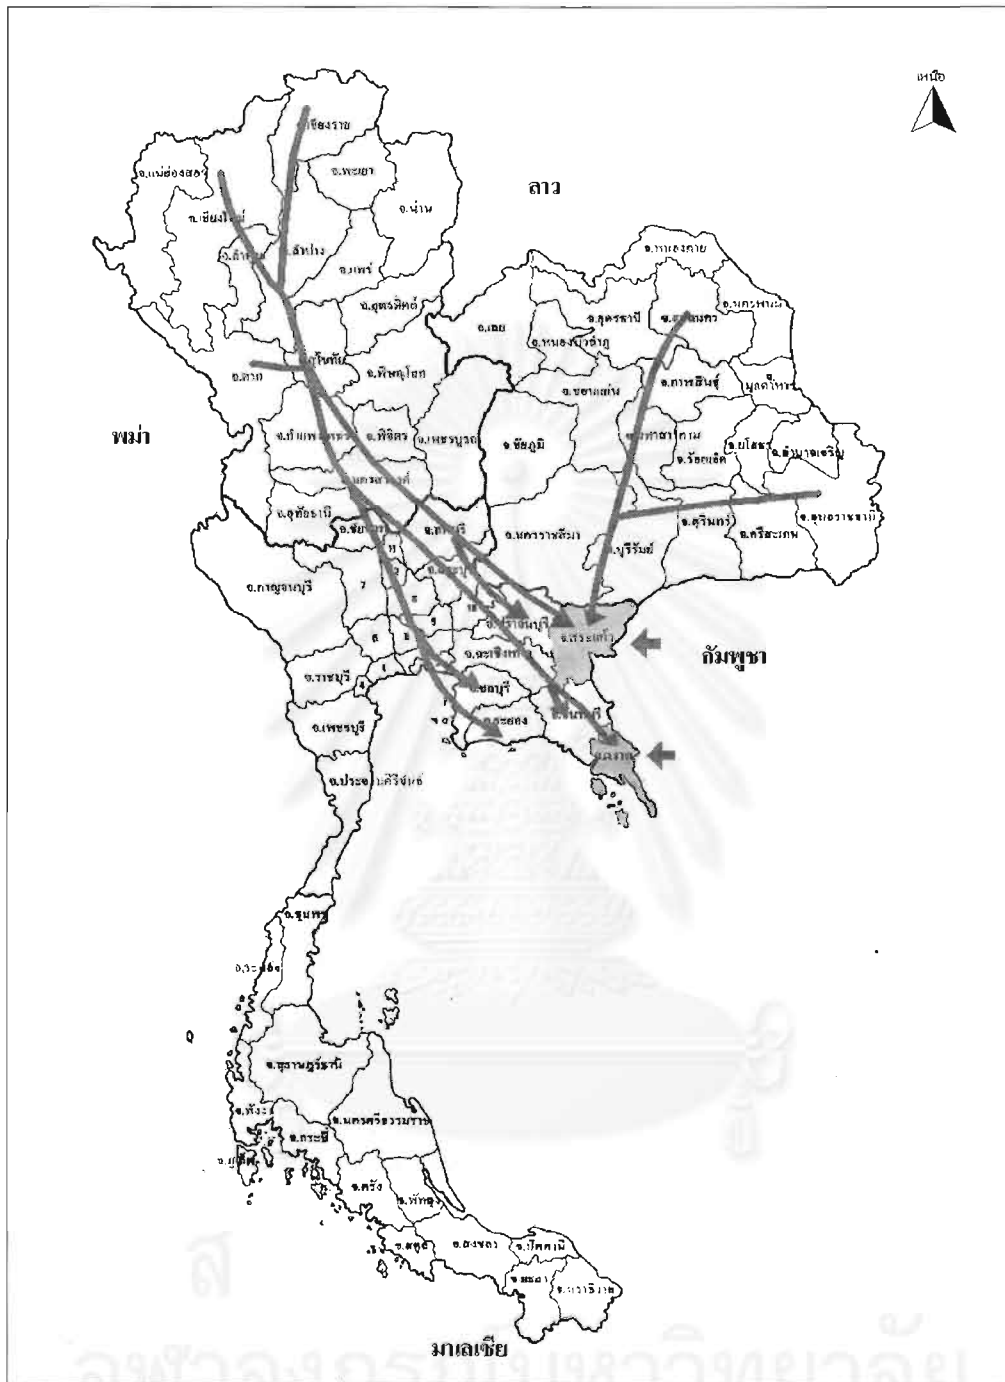 เหนือ
จ.เชียงราย
จ.แม่ฮ่องสอน
จ.พะเยา
ลาว
จ.น่าน
จ.เชียงใหม่
จ.ลำพูน
จ.ลำปาง
จ.แพร่
จ.หนองคาย
จ.อุตรดิตถ์
จ.นครพนม
จ.อุดรธานี
จ.สกลนคร
จ.เลย
จ.หนองบัวลำภู
จ.สุโขทัย
จ.ตาก
จ.พิษณุโลก
จ.ขอนแก่น
จ.กาฬสินธุ์
มุกดาหาร
พม่า
จ.กำแพงเพชร
จ.พิจิตร
จ.เพชรบูรณ์
จ.ชัยภูมิ
จ.มหาสารคาม
จ.ร้อยเอ็ด
จ.ยโสธร
จ.อำนาจเจริญ
จ.นครสวรรค์
จ.อุทัยธานี
จ.ชัยนาท
จ.ลพบุรี
จ.นครราชสีมา
จ.บุรีรัมย์
จ.สุรินทร์
จ.ศรีสะเกษ
จ.อุบลราชธานี
จ.กาญจนบุรี
จ.สระบุรี
จ.ปราจีนบุรี
จ.สระแก้ว
กัมพูชา
จ.ฉะเชิงเทรา
จ.ราชบุรี
จ.ชลบุรี
จ.เพชรบุรี
จ.ระยอง
จ.จันทบุรี
จ.ตราด
จ.ประจวบคีรีขันธ์
จ.ชุมพร
จ.ระนอง
จ.สุราษฎร์ธานี
จ.พังงา
จ.กระบี่
จ.นครศรีธรรมราช
จ.ภูเก็ต
จ.ตรัง
จ.พัทลุง
จ.สตูล
จ.สงขลา
จ.ปัตตานี
จ.ยะลา
จ.นราธิวาส
มาเลเซีย
จุฬาลงกรณ์มหาวิทยาลัย